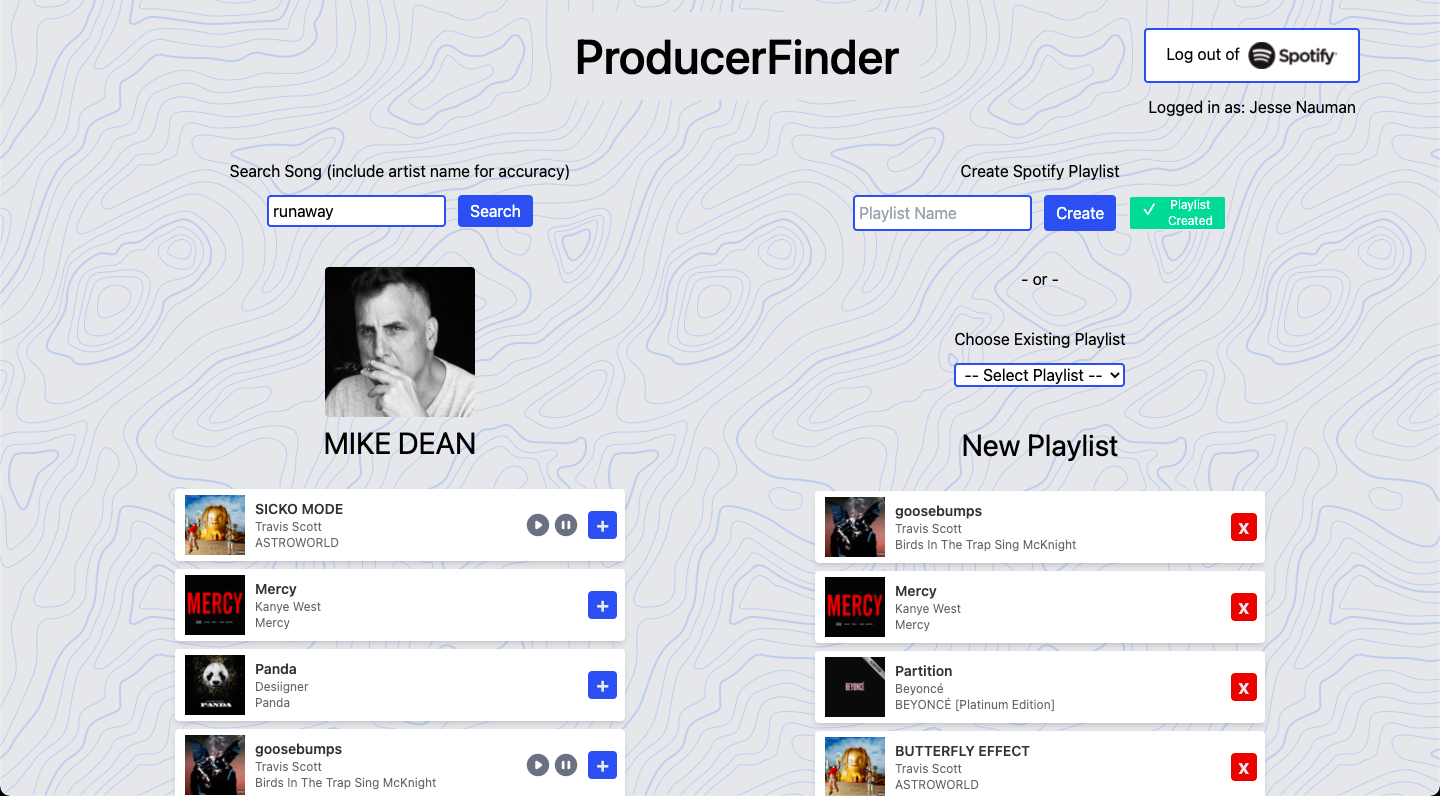 ProducerFinder
Log out of Spotify
Logged in as: Jesse Nauman
Search Song (include artist name for accuracy)
runaway
Search
Create Spotify Playlist
Playlist Name
Create
✓ Playlist
Created
- or -
Choose Existing Playlist
-- Select Playlist --
MIKE DEAN
SICKO MODE
Travis Scott
ASTROWORLD
+
MERCY
Mercy
Kanye West
Mercy
+
PANDA
Panda
Desiigner
Panda
+
goosebumps
Travis Scott
Birds In The Trap Sing McKnight
+
New Playlist
goosebumps
Travis Scott
Birds In The Trap Sing McKnight
x
MERCY
Mercy
Kanye West
Mercy
x
BEYONCÉ
Partition
Beyoncé
BEYONCÉ [Platinum Edition]
x
BUTTERFLY EFFECT
Travis Scott
ASTROWORLD
x